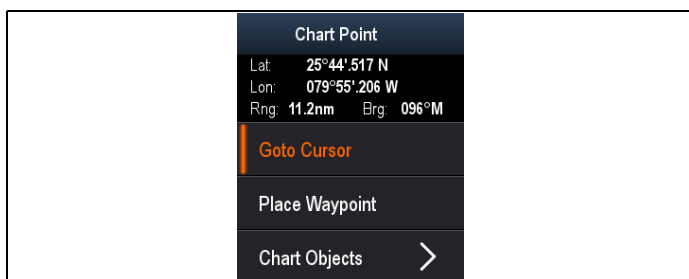 Chart Point
Lat: 25°44'.517 N
Lon: 079°55'.206 W
Rng: 11.2nm Brg: 096°M
Goto Cursor
Place Waypoint
Chart Objects